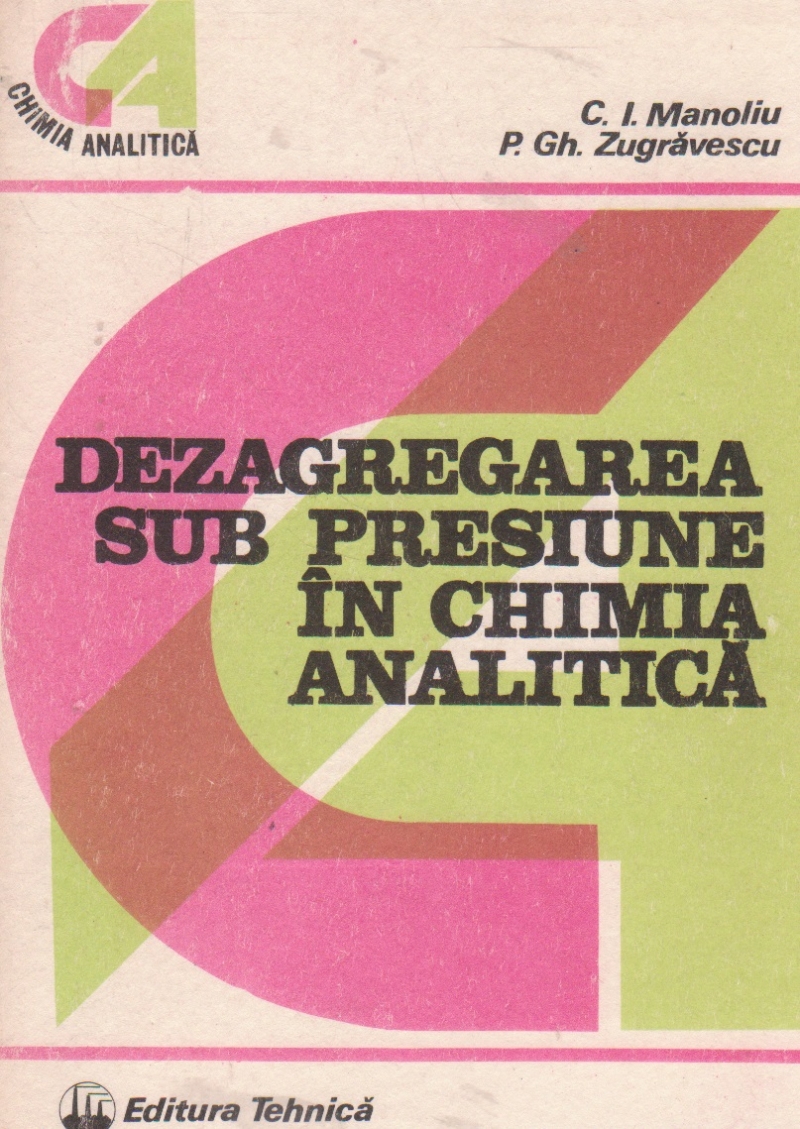 CHIMIA ANALITICĂ
C. I. Manoliu
P. Gh. Zugrăvescu
DEZAGREGAREA
SUB PRESIUNE
ÎN CHIMIA
ANALITICĂ
Editura Tehnică